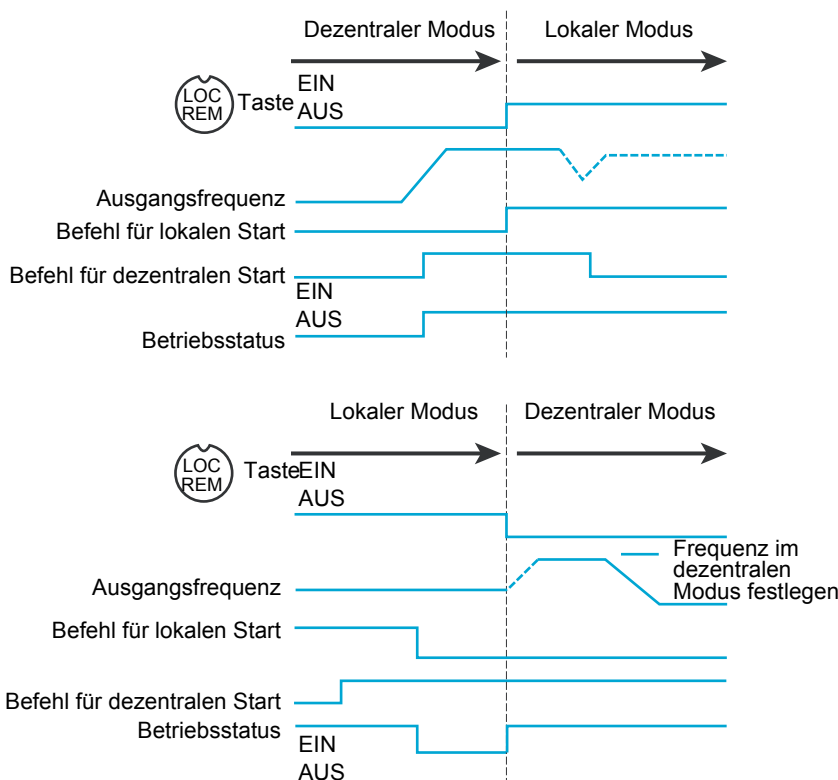 Dezentraler Modus
Lokaler Modus
LOC
REM
Taste
EIN
AUS
Ausgangsfrequenz
Befehl für lokalen Start
Befehl für dezentralen Start
EIN
AUS
Betriebsstatus
Lokaler Modus
Dezentraler Modus
LOC
REM
Taste
EIN
AUS
Frequenz im
dezentralen
Modus festlegen
Ausgangsfrequenz
Befehl für lokalen Start
Befehl für dezentralen Start
Betriebsstatus
EIN
AUS